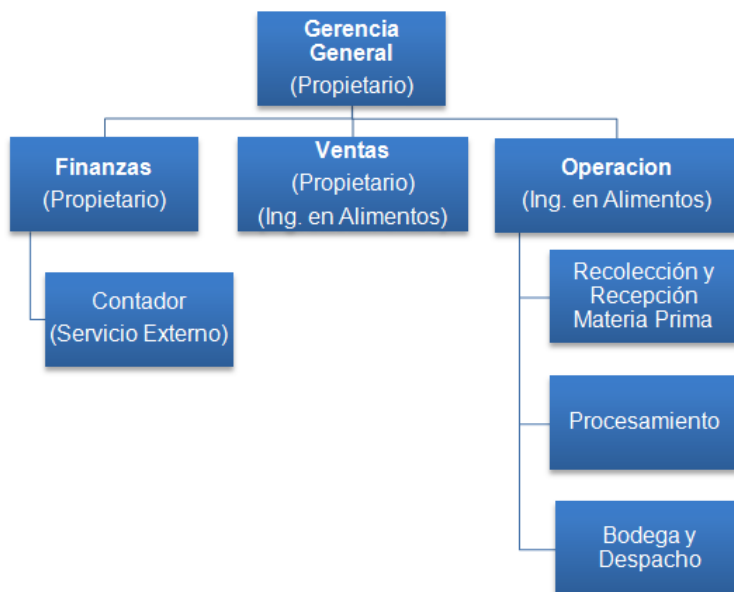 Gerencia
General
(Propietario)
Finanzas
(Propietario)
Ventas
(Propietario)
(Ing. en Alimentos)
Operacion
(Ing. en Alimentos)
Contador
(Servicio Externo)
Recolección y
Recepción
Materia Prima
Procesamiento
Bodega y
Despacho